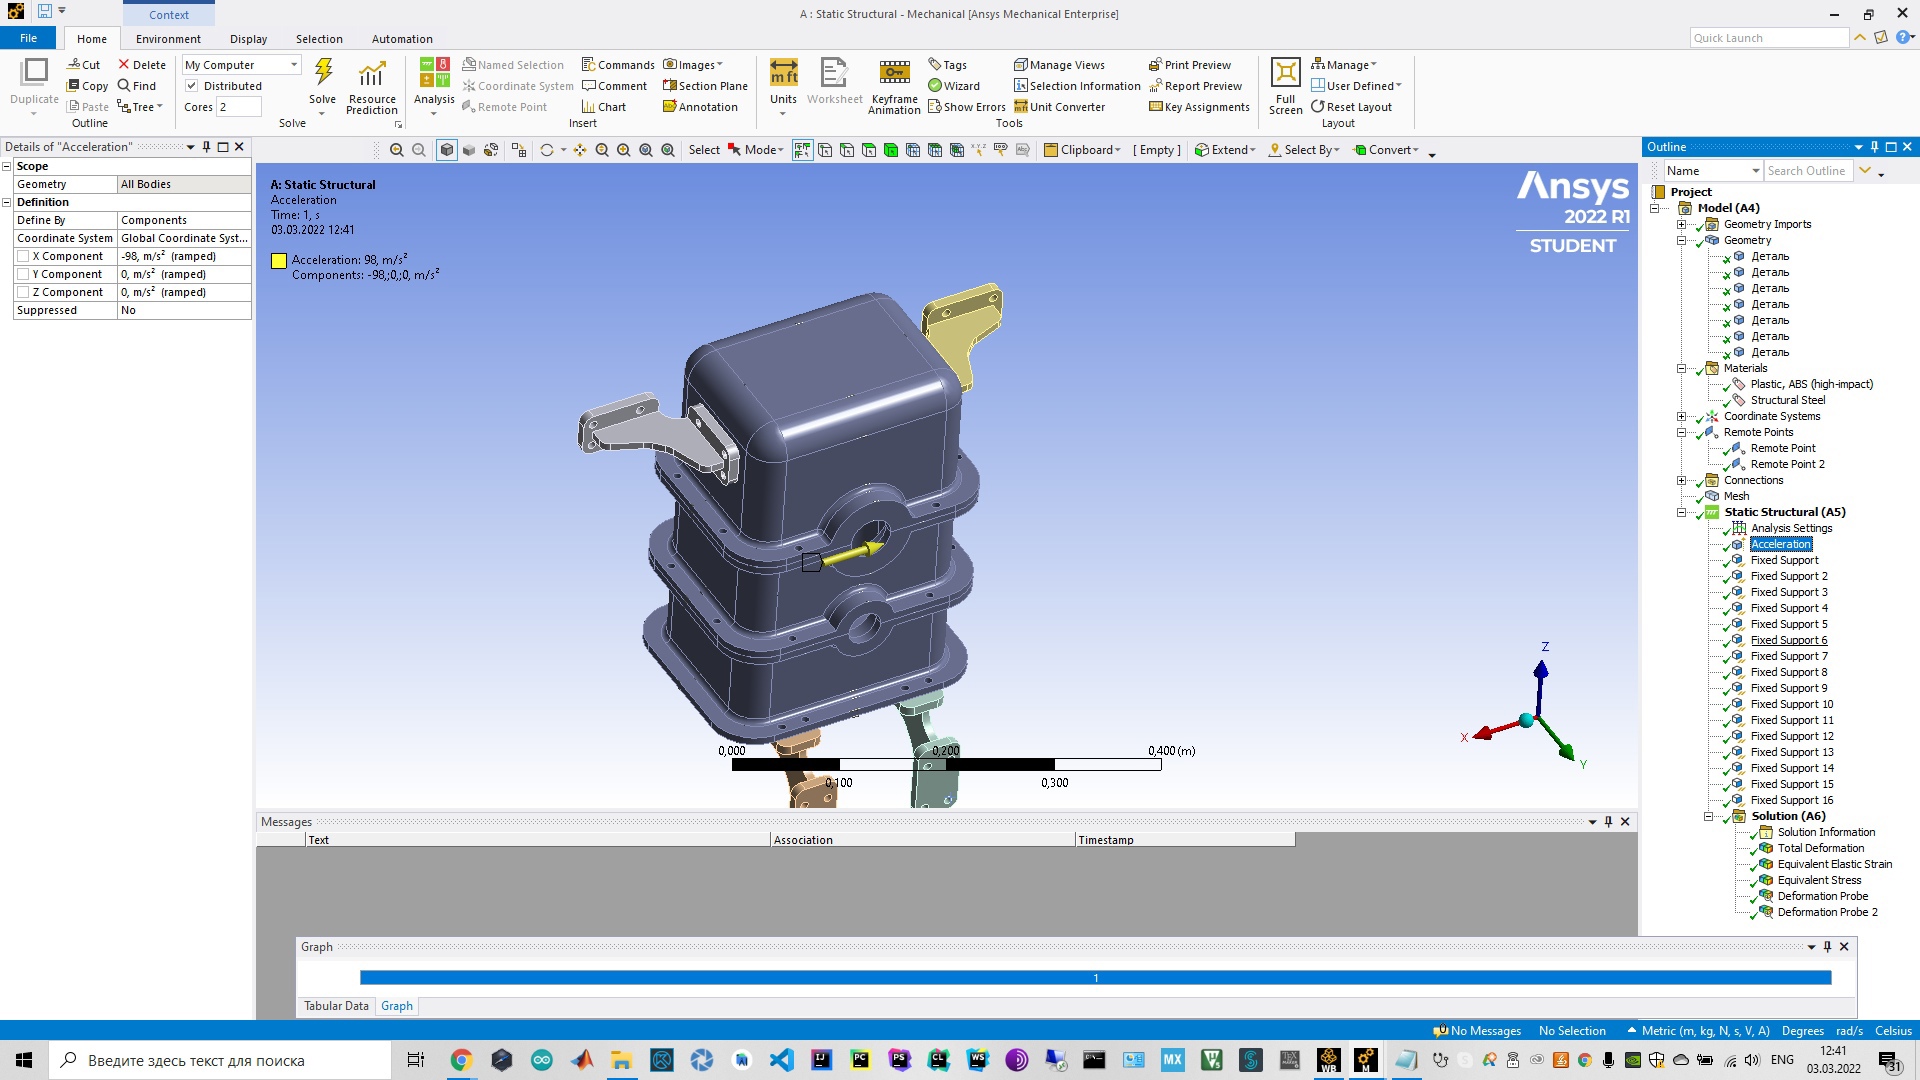 Context
A : Static Structural - Mechanical [Ansys Mechanical Enterprise]
File Home Environment Display Selection Automation
Quick Launch
Duplicate
Cut
Copy
Paste
Delete
Find
Tree
Outline
My Computer
Distributed
Cores 2
Solve
Resource Prediction
Solve
Analysis
Named Selection
Coordinate System
Remote Point
Commands
Comment
Chart
Images
Section Plane
Annotation
Insert
Units
Worksheet
Keyframe Animation
Tags
Wizard
Show Errors
Manage Views
Selection Information
Unit Converter
Print Preview
Report Preview
Key Assignments
Tools
Full Screen
Manage
User Defined
Reset Layout
Layout
Details of "Acceleration"
Scope
Geometry All Bodies
Definition
Define By Components
Coordinate System Global Coordinate Syst...
X Component -98, m/s² (ramped)
Y Component 0, m/s² (ramped)
Z Component 0, m/s² (ramped)
Suppressed No
Select Mode Clipboard [ Empty ] Extend Select By Convert
A: Static Structural
Acceleration
Time: 1, s
03.03.2022 12:41
Acceleration: 98, m/s²
Components: -98,;0,;0, m/s²
Ansys
2022 R1
STUDENT
Z
X
Y
0,000 0,200 0,400 (m)
0,100 0,300
Outline
Name Search Outline
Project
Model (A4)
Geometry Imports
Geometry
Деталь
Деталь
Деталь
Деталь
Деталь
Деталь
Деталь
Materials
Plastic, ABS (high-impact)
Structural Steel
Coordinate Systems
Remote Points
Remote Point
Remote Point 2
Connections
Mesh
Static Structural (A5)
Analysis Settings
Acceleration
Fixed Support
Fixed Support 2
Fixed Support 3
Fixed Support 4
Fixed Support 5
Fixed Support 6
Fixed Support 7
Fixed Support 8
Fixed Support 9
Fixed Support 10
Fixed Support 11
Fixed Support 12
Fixed Support 13
Fixed Support 14
Fixed Support 15
Fixed Support 16
Solution (A6)
Solution Information
Total Deformation
Equivalent Elastic Strain
Equivalent Stress
Deformation Probe
Deformation Probe 2
Messages
Text Association Timestamp
Graph
1
Tabular Data Graph
No Messages No Selection Metric (m, kg, N, s, V, A) Degrees rad/s Celsius
Введите здесь текст для поиска
ENG
12:41
03.03.2022
31